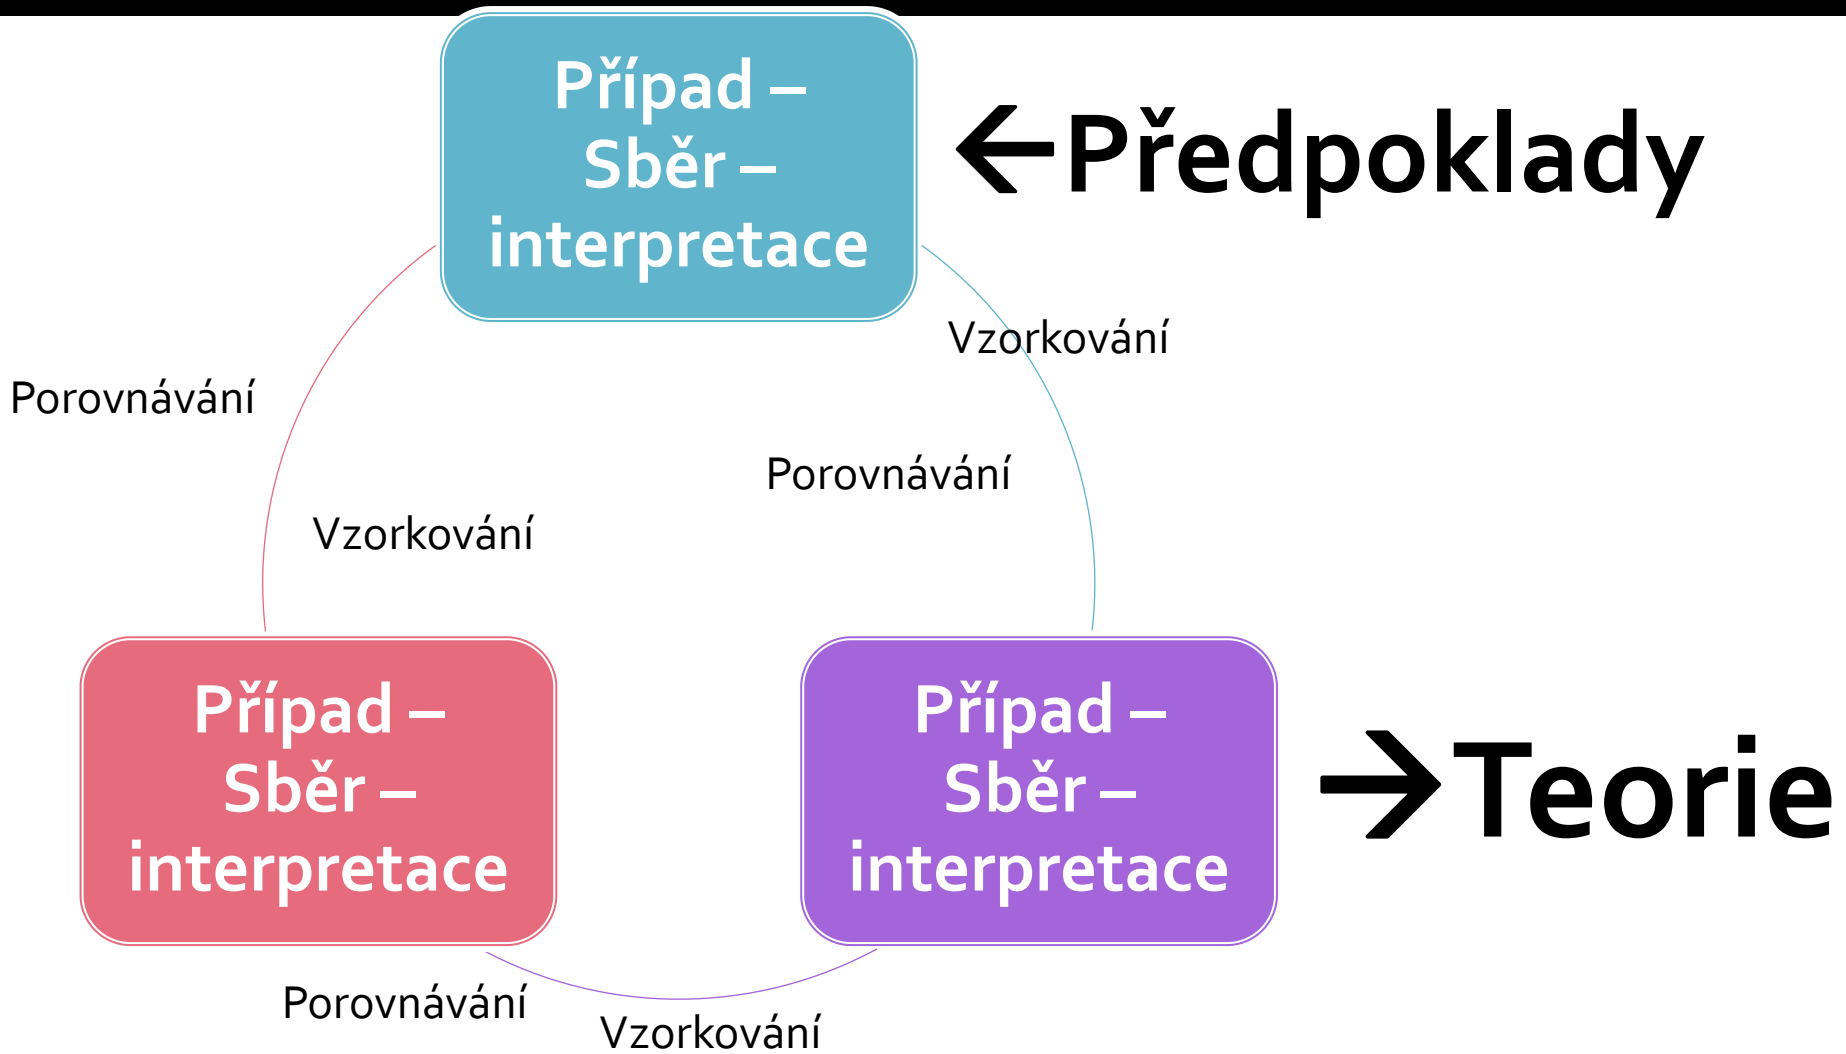 Případ –
Sběr –
interpretace
←Předpoklady
Vzorkování
Porovnávání
Porovnávání
Vzorkování
Případ –
Sběr –
interpretace
Případ –
Sběr –
interpretace
→Teorie
Porovnávání
Vzorkování